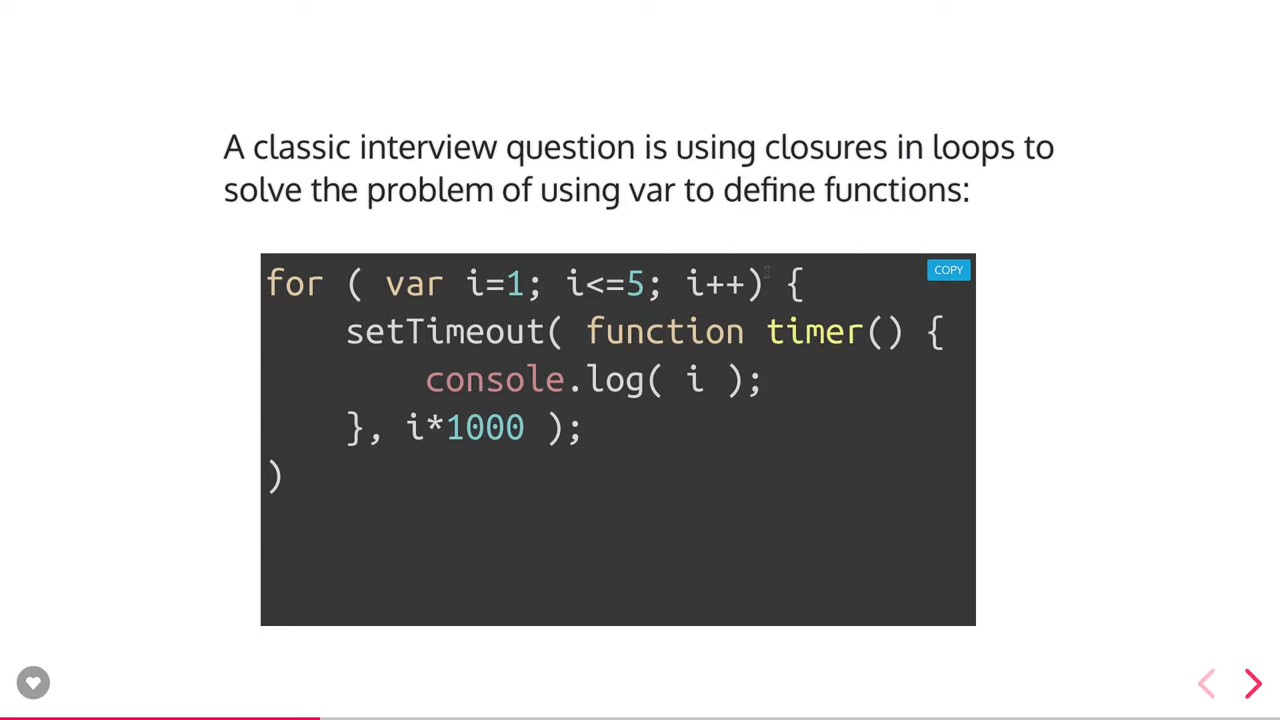 A classic interview question is using closures in loops to
solve the problem of using var to define functions:
COPY
for ( var i=1; i<=5; i++) {
    setTimeout( function timer() {
        console.log( i );
    }, i*1000 );
)